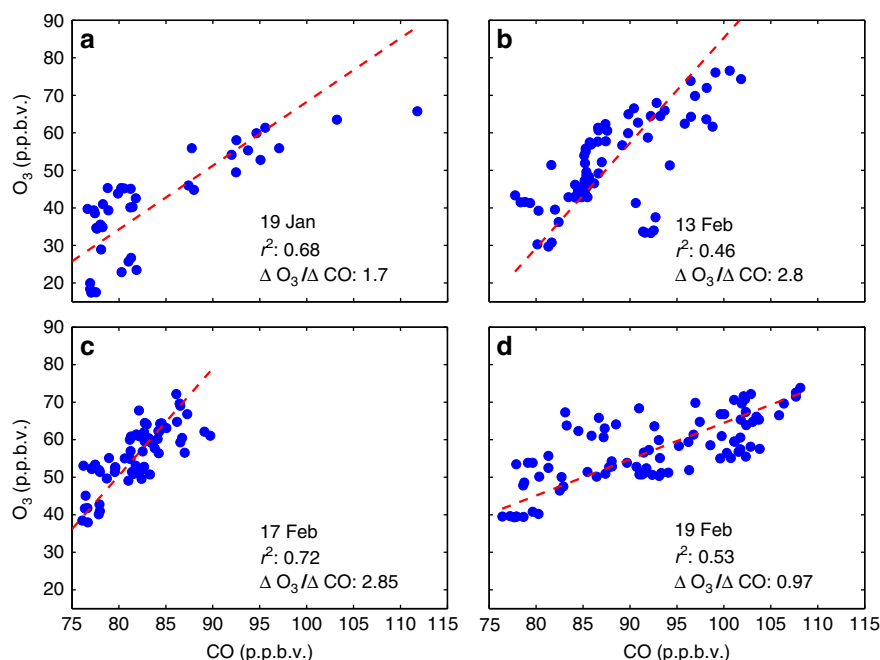 a
90
80
70
60
50
40
30
20
O3 (p.p.b.v.)
19 Jan
r2: 0.68
Δ O3/Δ CO: 1.7
b
13 Feb
r2: 0.46
Δ O3/Δ CO: 2.8
c
90
80
70
60
50
40
30
20
O3 (p.p.b.v.)
17 Feb
r2: 0.72
Δ O3/Δ CO: 2.85
75 80 85 90 95 100 105 110 115
CO (p.p.b.v.)
d
19 Feb
r2: 0.53
Δ O3/Δ CO: 0.97
75 80 85 90 95 100 105 110 115
CO (p.p.b.v.)